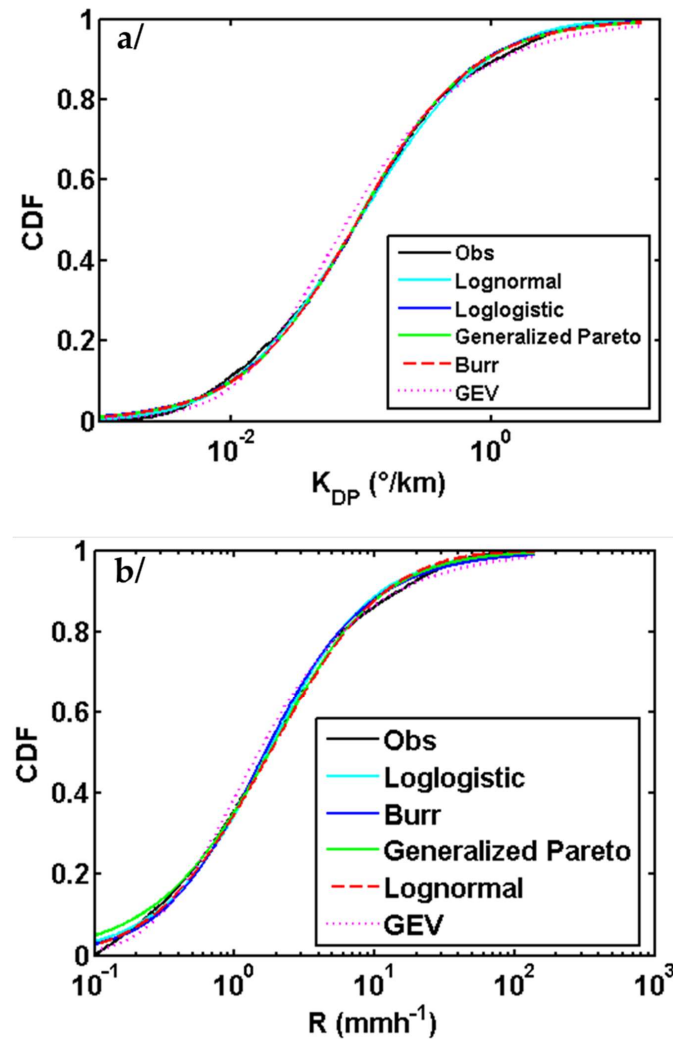 a/
1
0.8
0.6
0.4
0.2
0
CDF
Obs
Lognormal
Loglogistic
Generalized Pareto
Burr
GEV
10⁻²
10⁰
K_DP (°/km)
b/
1
0.8
0.6
0.4
0.2
0
CDF
Obs
Loglogistic
Burr
Generalized Pareto
Lognormal
GEV
10⁻¹
10⁰
10¹
10²
10³
R (mmh⁻¹)